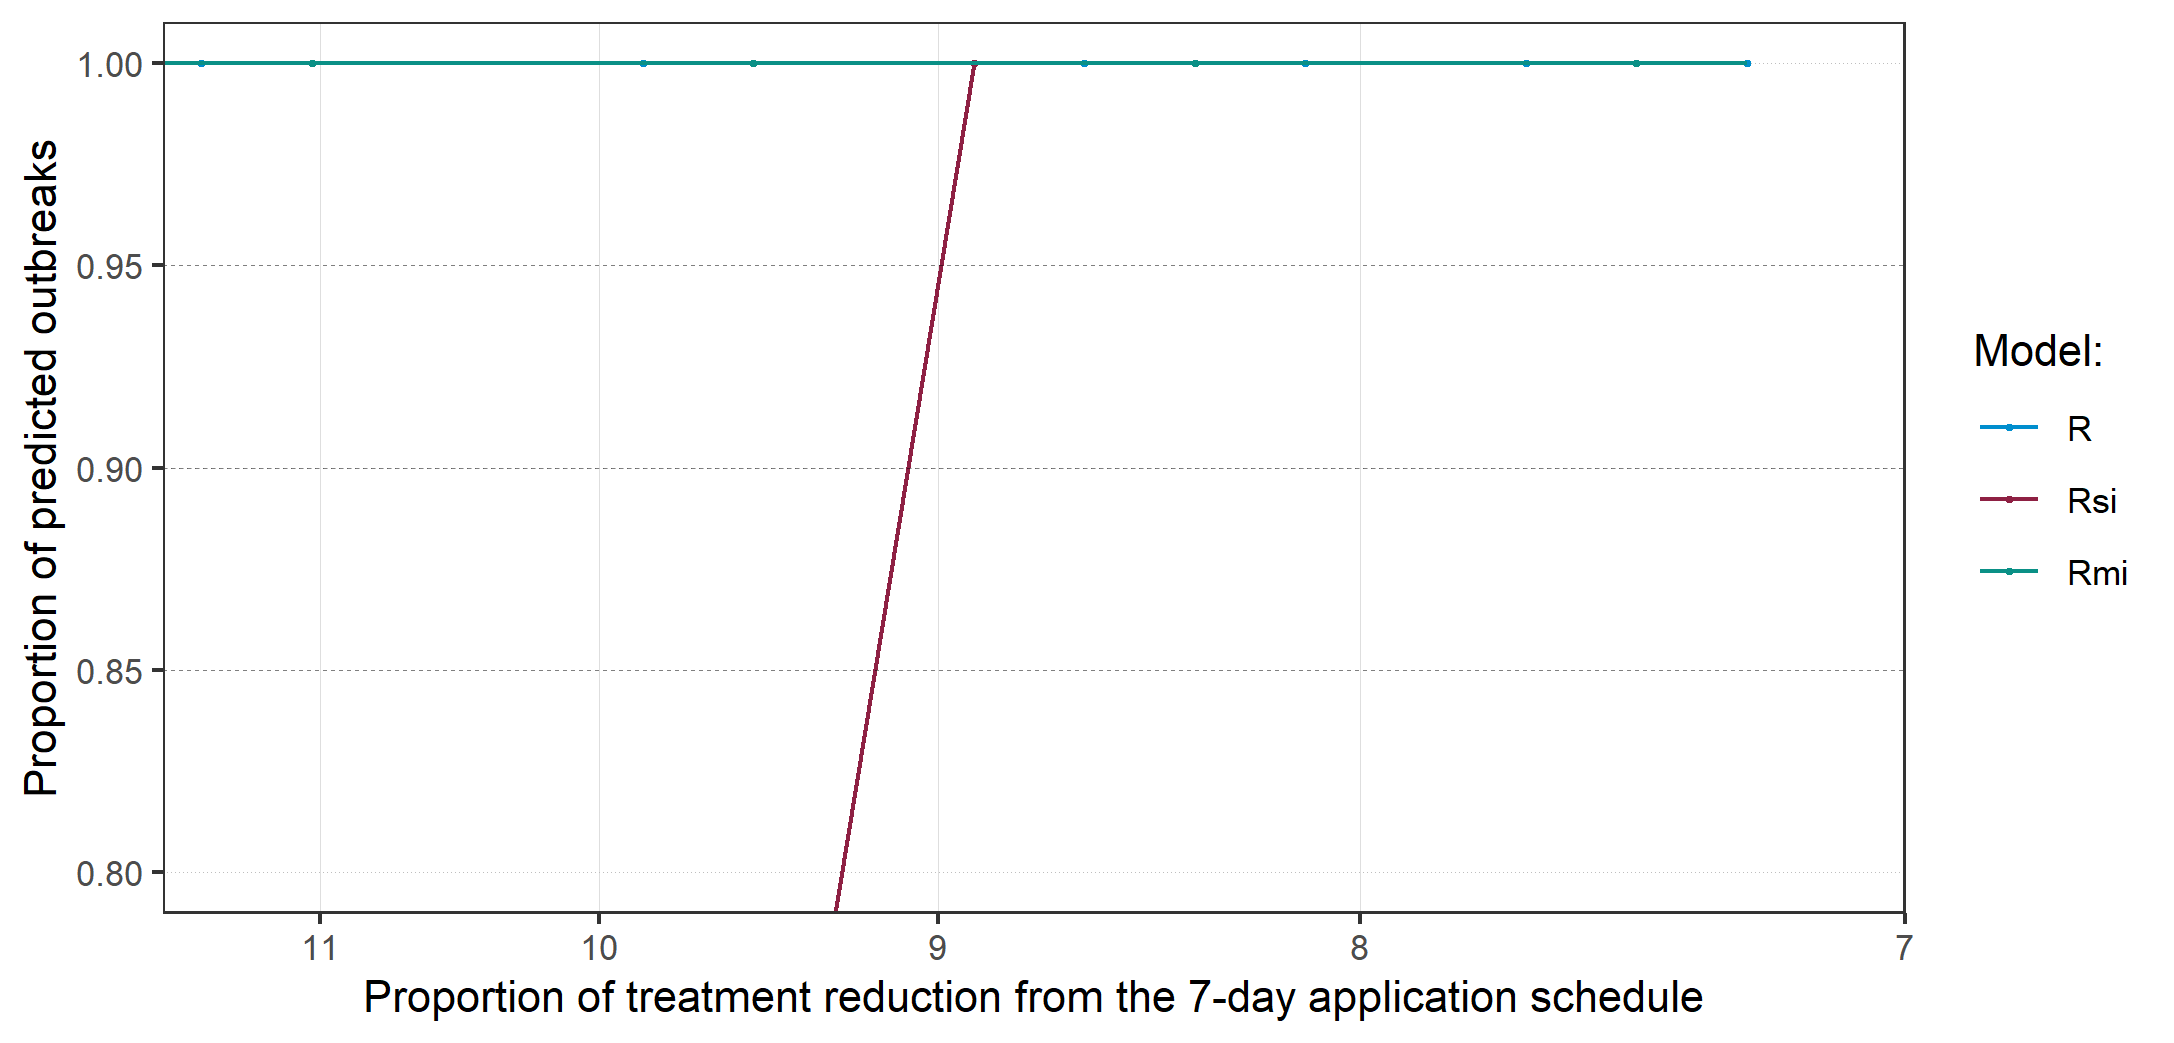 Proportion of predicted outbreaks
1.00
0.95
0.90
0.85
0.80
11 10 9 8 7
Proportion of treatment reduction from the 7-day application schedule
Model:
R
Rsi
Rmi